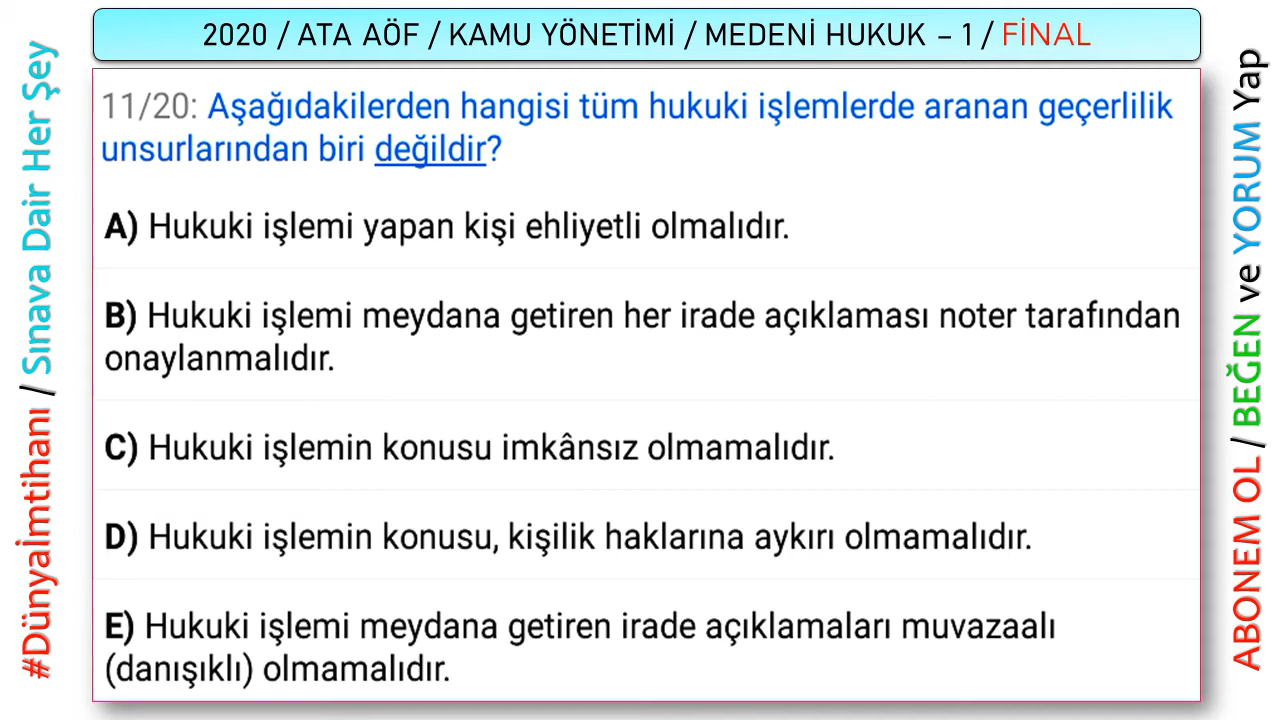 2020 / ATA AÖF / KAMU YÖNETİMİ / MEDENİ HUKUK – 1 / FİNAL
11/20: Aşağıdakilerden hangisi tüm hukuki işlemlerde aranan geçerlilik
unsurlarından biri değildir?
A) Hukuki işlemi yapan kişi ehliyetli olmalıdır.
B) Hukuki işlemi meydana getiren her irade açıklaması noter tarafından
onaylanmalıdır.
C) Hukuki işlemin konusu imkânsız olmamalıdır.
D) Hukuki işlemin konusu, kişilik haklarına aykırı olmamalıdır.
E) Hukuki işlemi meydana getiren irade açıklamaları muvazaalı
(danışıklı) olmamalıdır.
#Dünyaİmtihanı / Sınava Dair Her Şey
ABONEM OL / BEĞEN ve YORUM Yap